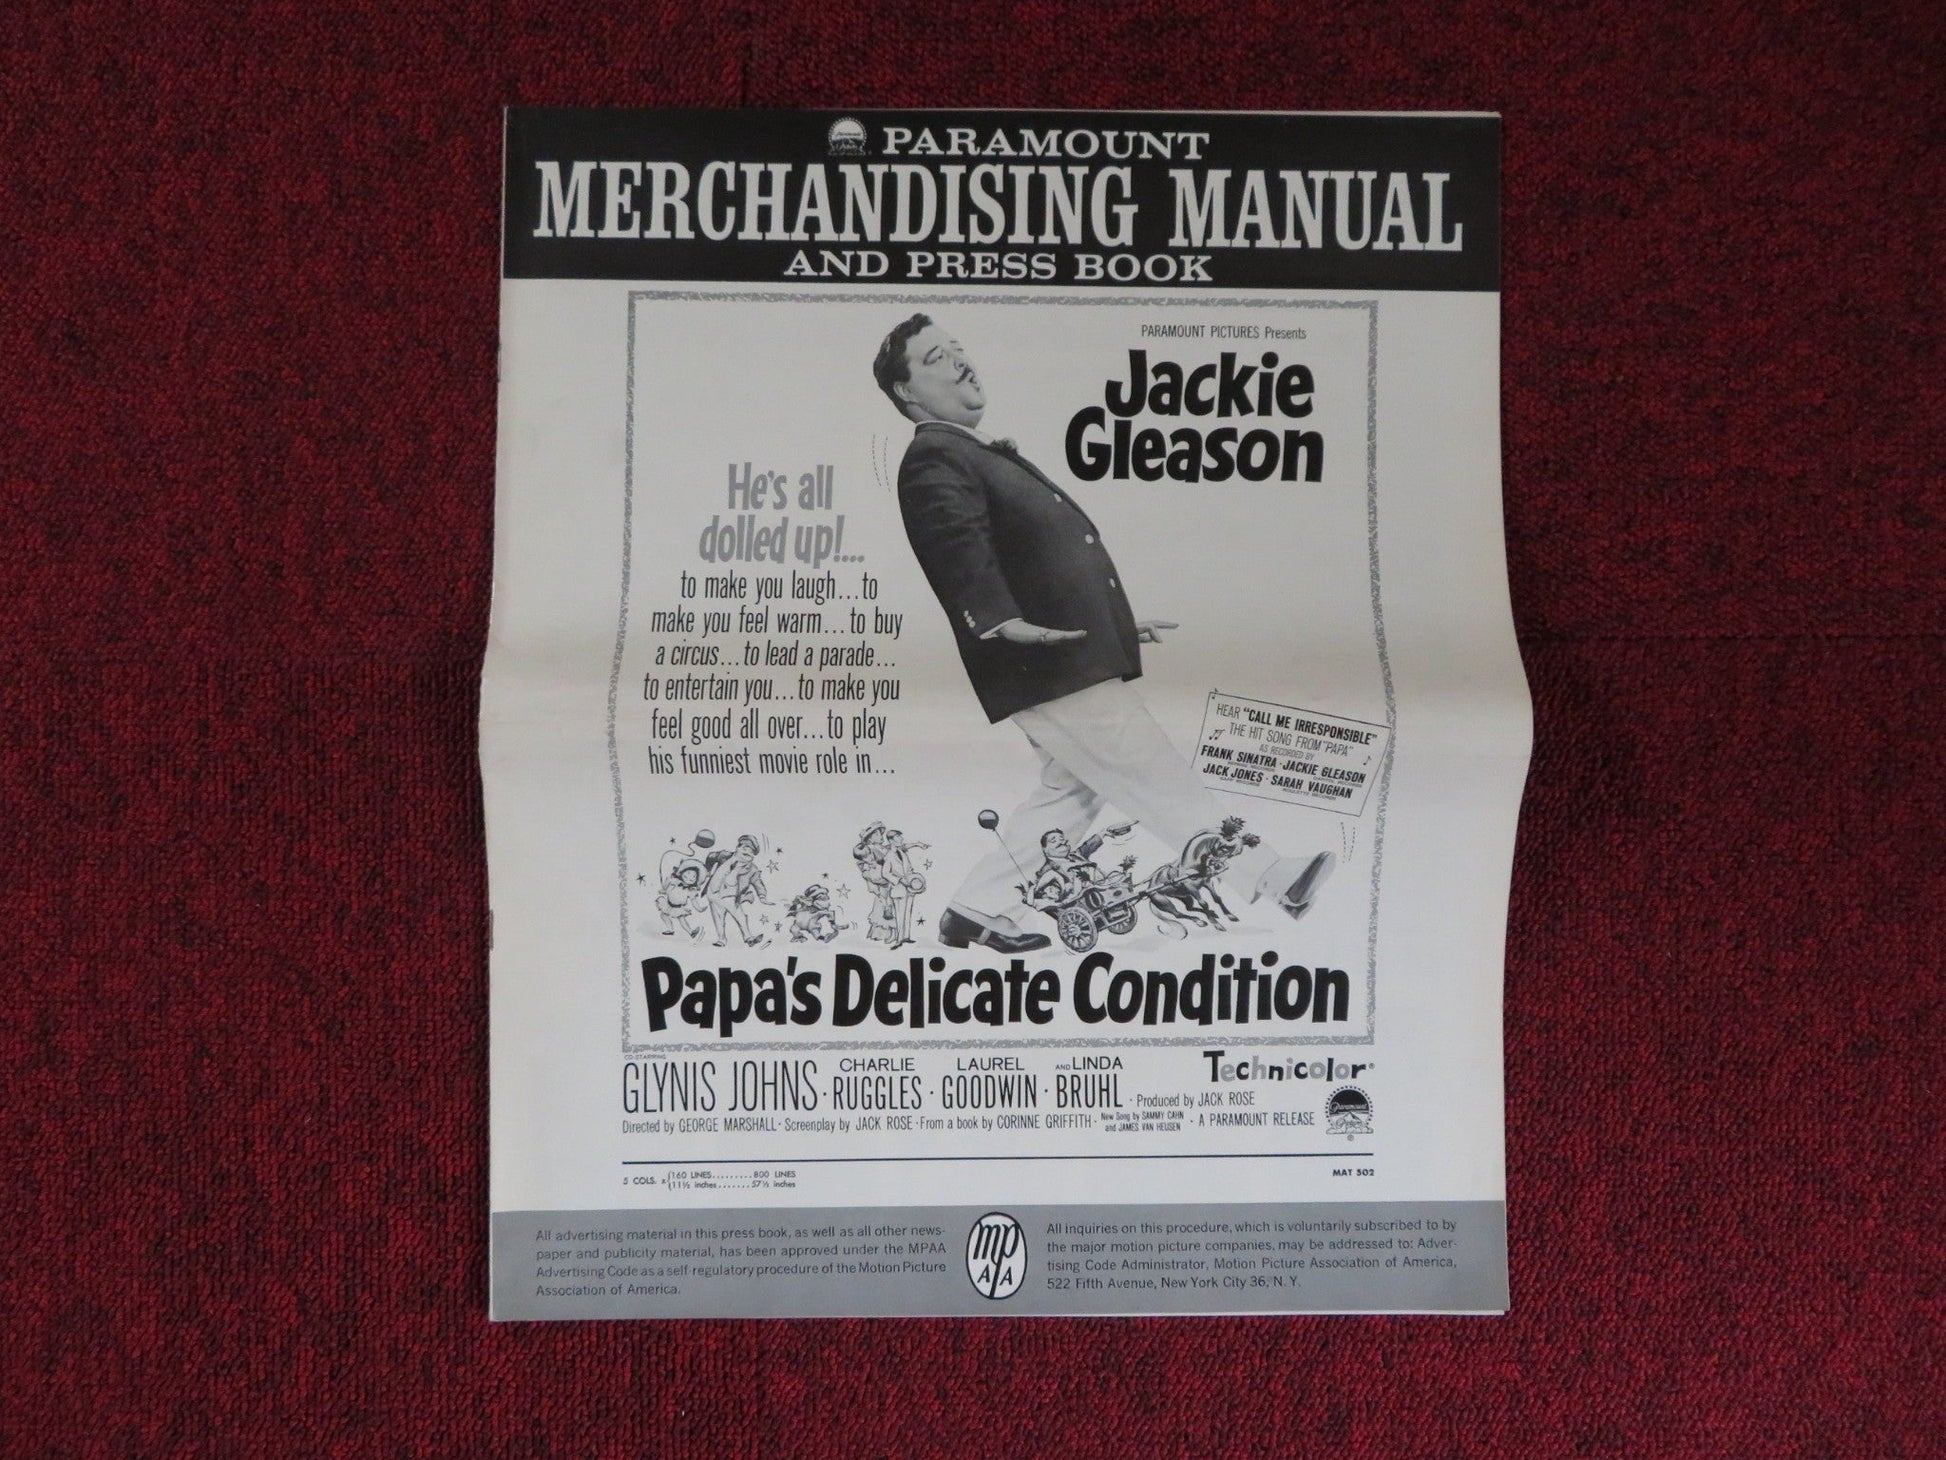 PARAMOUNT
MERCHANDISING MANUAL
AND PRESS BOOK
PARAMOUNT PICTURES Presents
Jackie
Gleason
He's all
dolled up!...
to make you laugh...to
make you feel warm...to buy
a circus...to lead a parade...
to entertain you...to make you
feel good all over...to play
his funniest movie role in...
HEAR "CALL ME IRRESPONSIBLE"
THE HIT SONG FROM "PAPA"
AS RECORDED BY
FRANK SINATRA · JACKIE GLEASON
JACK JONES · SARAH VAUGHAN
Papa's Delicate Condition
CO-STARRING
GLYNIS JOHNS · CHARLIE RUGGLES · LAUREL GOODWIN · AND LINDA BRUHL
Technicolor®
· Produced by JACK ROSE
Directed by GEORGE MARSHALL · Screenplay by JACK ROSE · From a book by CORINNE GRIFFITH · New Song by SAMMY CAHN and JAMES VAN HEUSEN · A PARAMOUNT RELEASE
Paramount
Pictures
®
5 COLS. x {160 LINES.........800 LINES
(11½ inches.......57½ inches
MAT 502
All advertising material in this press book, as well as all other news-
paper and publicity material, has been approved under the MPAA
Advertising Code as a self-regulatory procedure of the Motion Picture
Association of America.
mp
AA
All inquiries on this procedure, which is voluntarily subscribed to by
the major motion picture companies, may be addressed to: Adver-
tising Code Administrator, Motion Picture Association of America,
522 Fifth Avenue, New York City 36, N. Y.